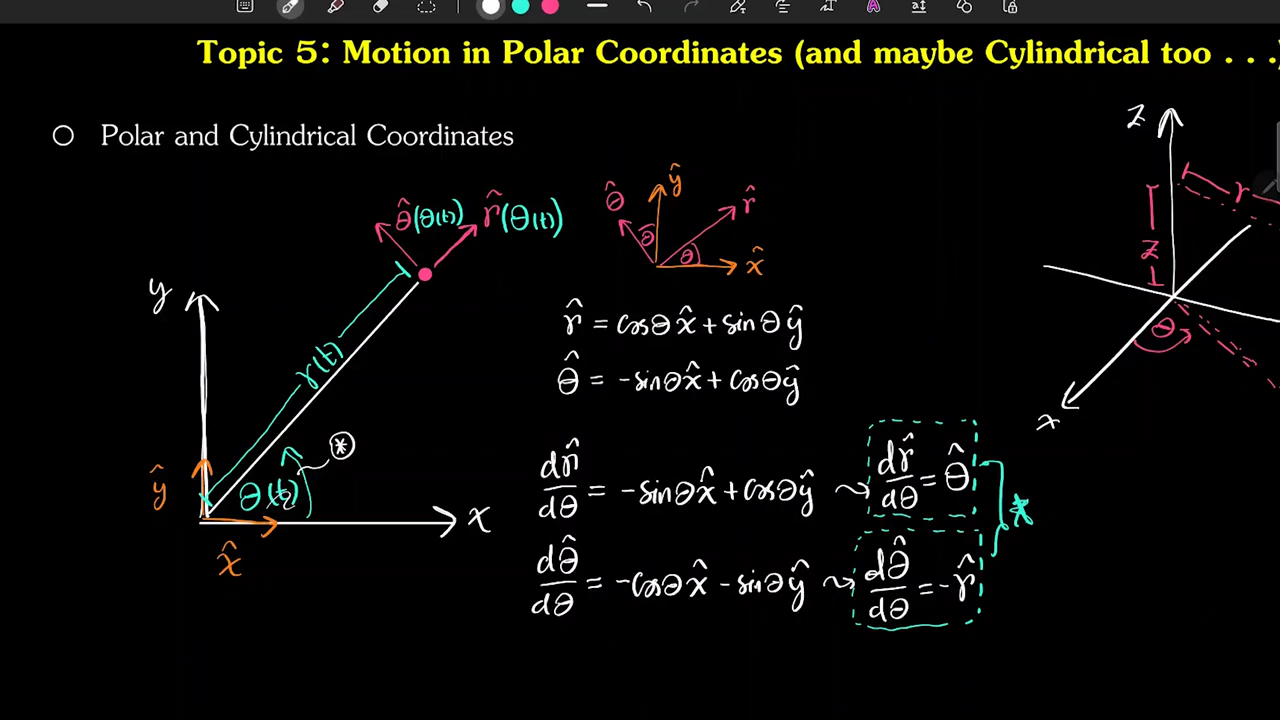 Topic 5: Motion in Polar Coordinates (and maybe Cylindrical too . . .)
○ Polar and Cylindrical Coordinates
y
x
ŷ
x̂
r(t)
θ(t)
*
θ̂(θ(t))
r̂(θ(t))
θ̂
ŷ
r̂
θ
θ
x̂
r̂ = cosθ x̂ + sinθ ŷ
θ̂ = -sinθ x̂ + cosθ ŷ
dr̂/dθ = -sinθ x̂ + cosθ ŷ ⇝ dr̂/dθ = θ̂
dθ̂/dθ = -cosθ x̂ - sinθ ŷ ⇝ dθ̂/dθ = -r̂
*
z
r
z
θ
x